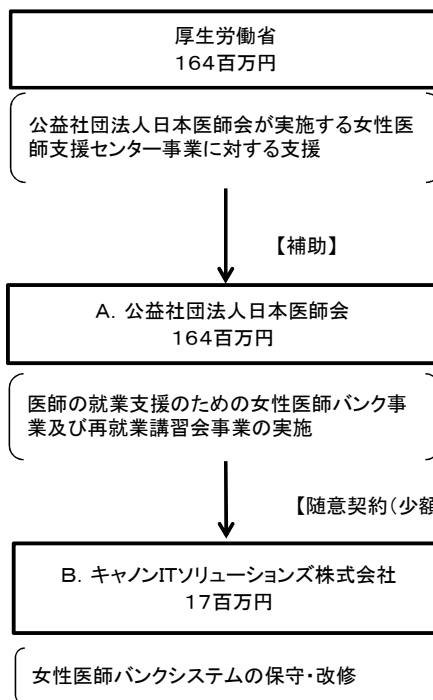 厚生労働省
164百万円
公益社団法人日本医師会が実施する女性医
師支援センター事業に対する支援
【補助】
A. 公益社団法人日本医師会
164百万円
医師の就業支援のための女性医師バンク事
業及び再就業講習会事業の実施
【随意契約(少額
B. キャノンITソリューションズ株式会社
17百万円
女性医師バンクシステムの保守・改修